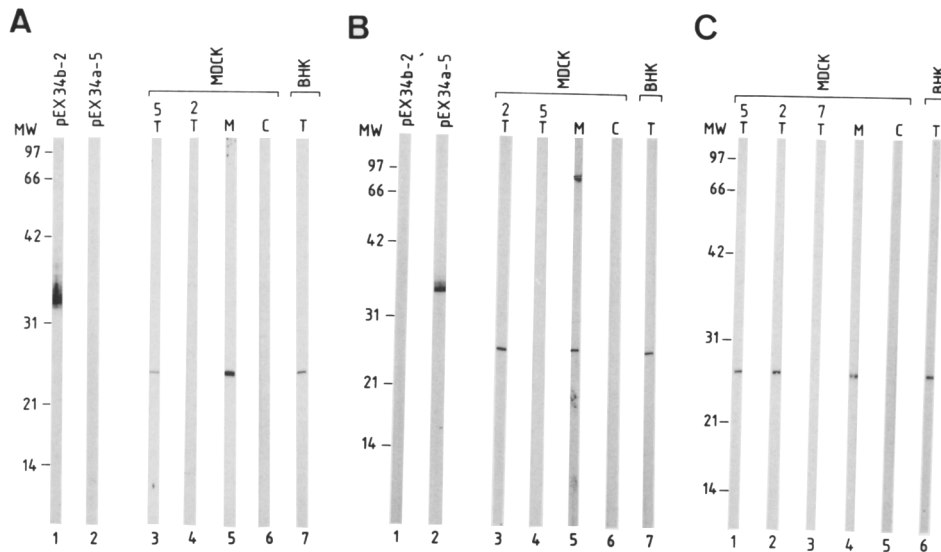 A
pEX34b-2
pEX34a-5
MDCK
BHK
5 2
MW T T M C T
97
66
42
31
21
14
1 2 3 4 5 6 7
B
pEX34b-2
pEX34a-5
MDCK
BHK
2 5
MW T T M C T
97
66
42
31
21
14
1 2 3 4 5 6 7
C
MDCK
BHK
5 2 7
MW T T T M C T
97
66
42
31
21
14
1 2 3 4 5 6